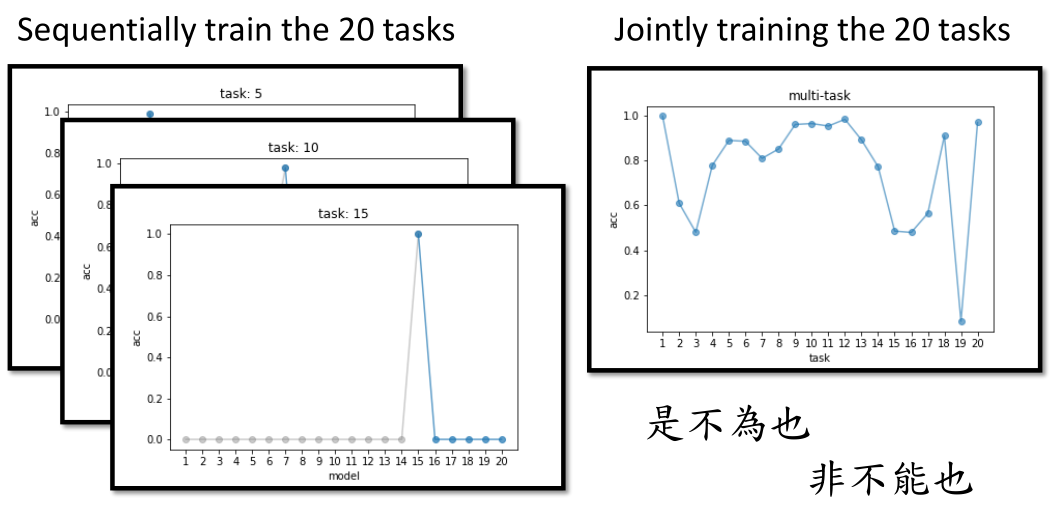 Sequentially train the 20 tasks
task: 5
1.0
0.8
0.6
0.4
0.2
0.0
acc
task: 10
1.0
0.8
0.6
0.4
0.2
0.0
acc
task: 15
1.0
0.8
0.6
0.4
0.2
0.0
acc
1 2 3 4 5 6 7 8 9 10 11 12 13 14 15 16 17 18 19 20
model
Jointly training the 20 tasks
multi-task
1.0
0.8
0.6
0.4
0.2
acc
1 2 3 4 5 6 7 8 9 10 11 12 13 14 15 16 17 18 19 20
task
是不為也
非不能也